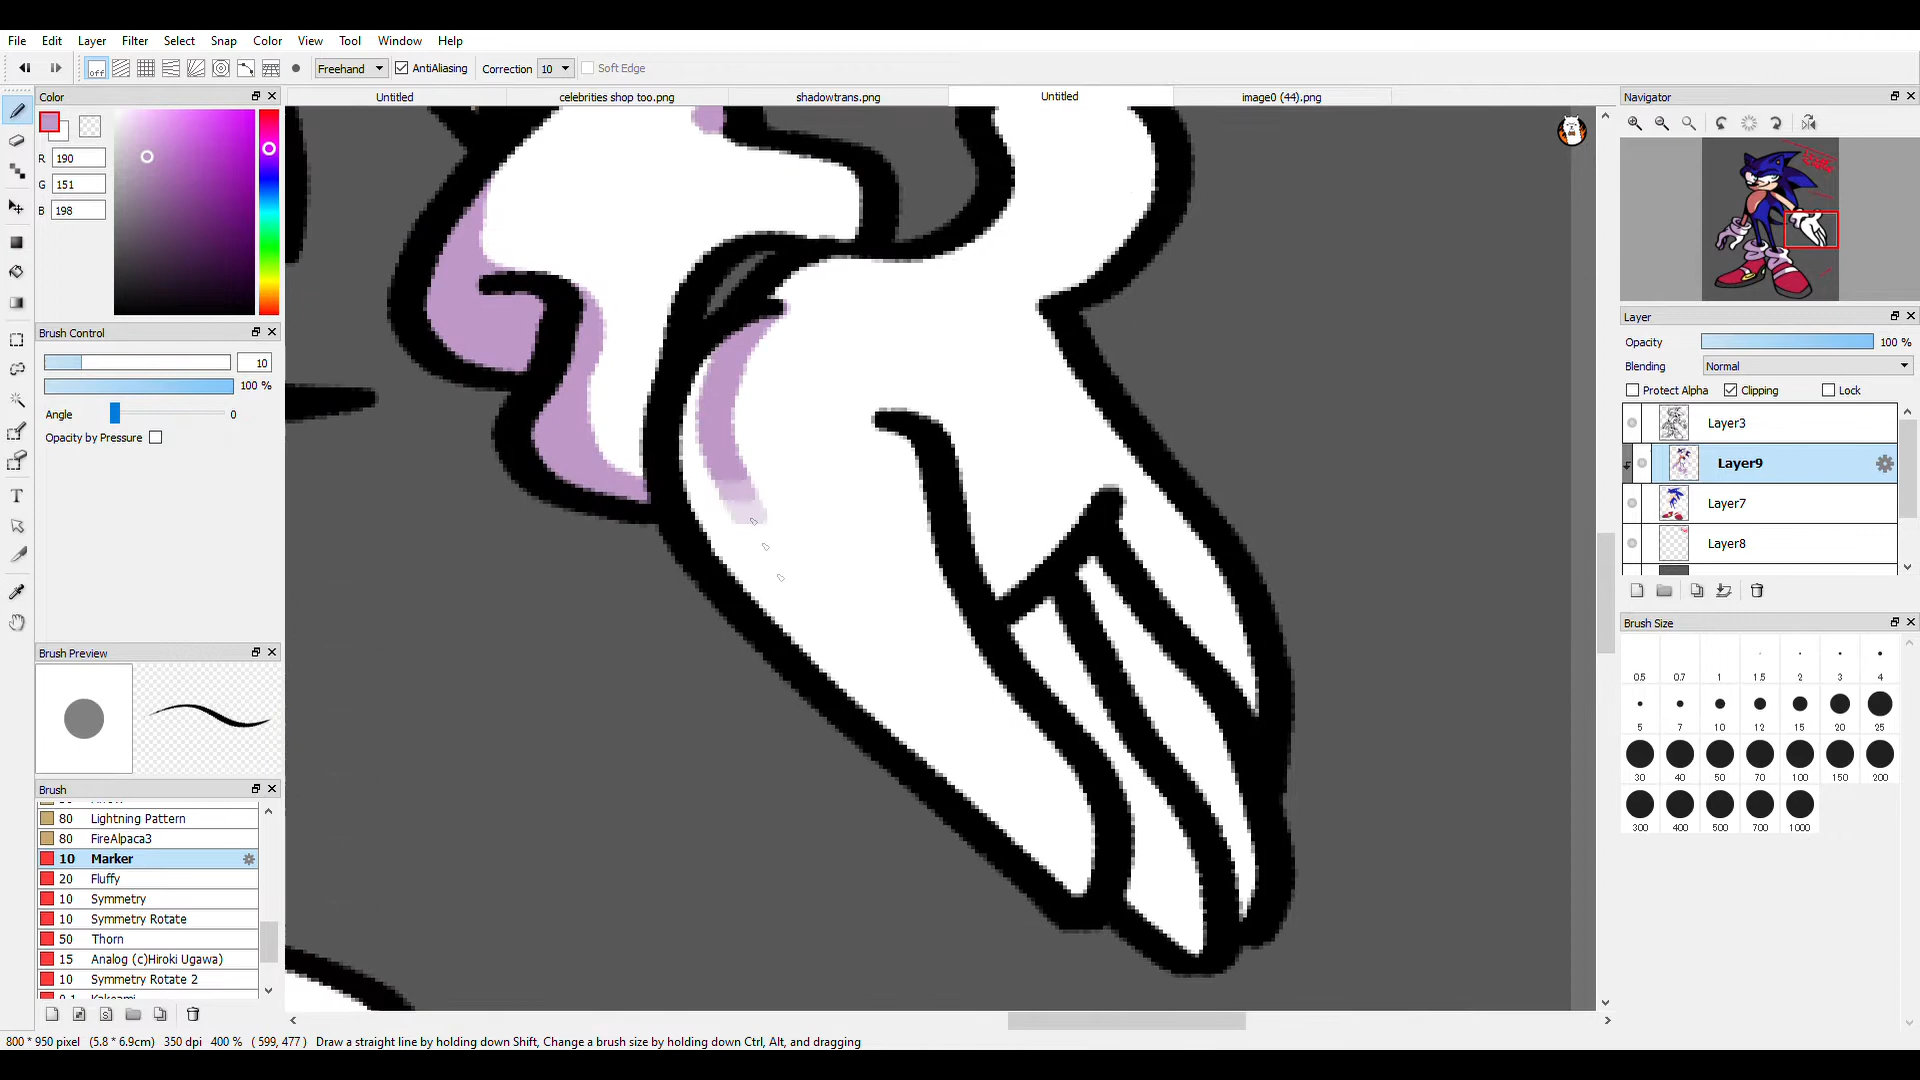 File Edit Layer Filter Select Snap Color View Tool Window Help
off Freehand AntiAliasing Correction 10 Soft Edge
Color
Untitled
celebrities shop too.png
shadowtrans.png
Untitled
image0 (44).png
Navigator
R 190
G 151
B 198
Brush Control
10
100 %
Angle 0
Opacity by Pressure
Brush Preview
Brush
80 Lightning Pattern
80 FireAlpaca3
10 Marker
20 Fluffy
10 Symmetry
10 Symmetry Rotate
50 Thorn
15 Analog (c)Hiroki Ugawa)
10 Symmetry Rotate 2
Layer
Opacity 100 %
Blending Normal
Protect Alpha Clipping Lock
Layer3
Layer9
Layer7
Layer8
Brush Size
0.5 0.7 1 1.5 2 3 4
5 7 10 12 15 20 25
30 40 50 70 100 150 200
300 400 500 700 1000
800 * 950 pixel (5.8 * 6.9cm) 350 dpi 400 % ( 599, 477 ) Draw a straight line by holding down Shift, Change a brush size by holding down Ctrl, Alt, and dragging